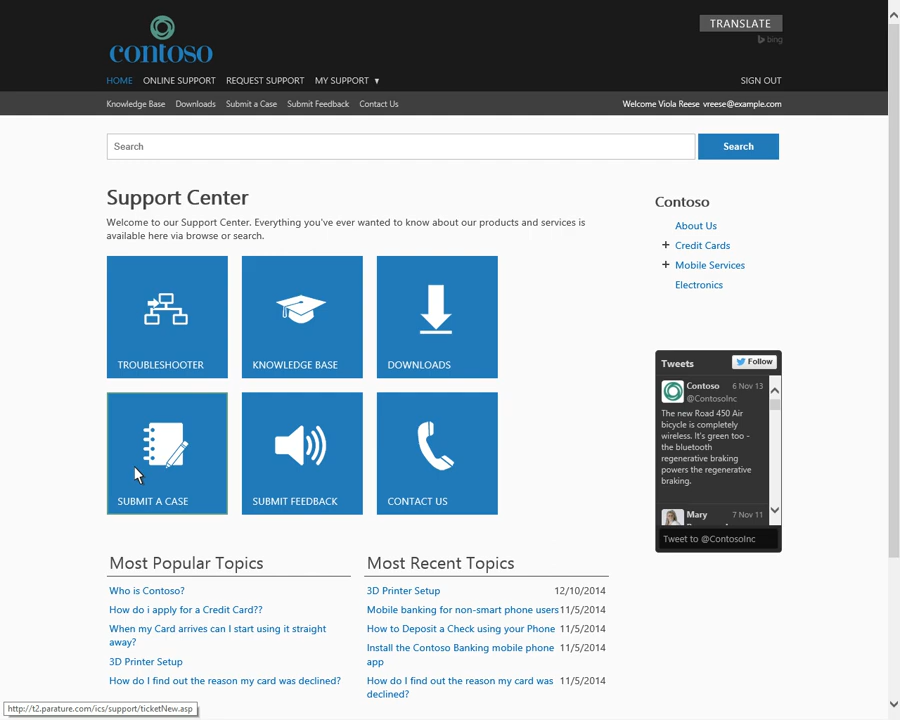 contoso
TRANSLATE
bing
HOME ONLINE SUPPORT REQUEST SUPPORT MY SUPPORT ▼ SIGN OUT
Knowledge Base Downloads Submit a Case Submit Feedback Contact Us Welcome Viola Reese vreese@example.com
Search Search
Support Center
Welcome to our Support Center. Everything you've ever wanted to know about our products and services is
available here via browse or search.
TROUBLESHOOTER KNOWLEDGE BASE DOWNLOADS
SUBMIT A CASE SUBMIT FEEDBACK CONTACT US
Contoso
About Us
+ Credit Cards
+ Mobile Services
Electronics
Tweets Follow
Contoso 6 Nov 13
@ContosoInc
The new Road 450 Air
bicycle is completely
wireless. It's green too -
the bluetooth
regenerative braking
powers the regenerative
braking.
Mary 7 Nov 11
Tweet to @ContosoInc
Most Popular Topics
Who is Contoso?
How do i apply for a Credit Card??
When my Card arrives can I start using it straight
away?
3D Printer Setup
How do I find out the reason my card was declined?
Most Recent Topics
3D Printer Setup 12/10/2014
Mobile banking for non-smart phone users 11/5/2014
How to Deposit a Check using your Phone 11/5/2014
Install the Contoso Banking mobile phone 11/5/2014
app
How do I find out the reason my card was 11/5/2014
declined?
http://t2.parature.com/ics/support/ticketNew.asp